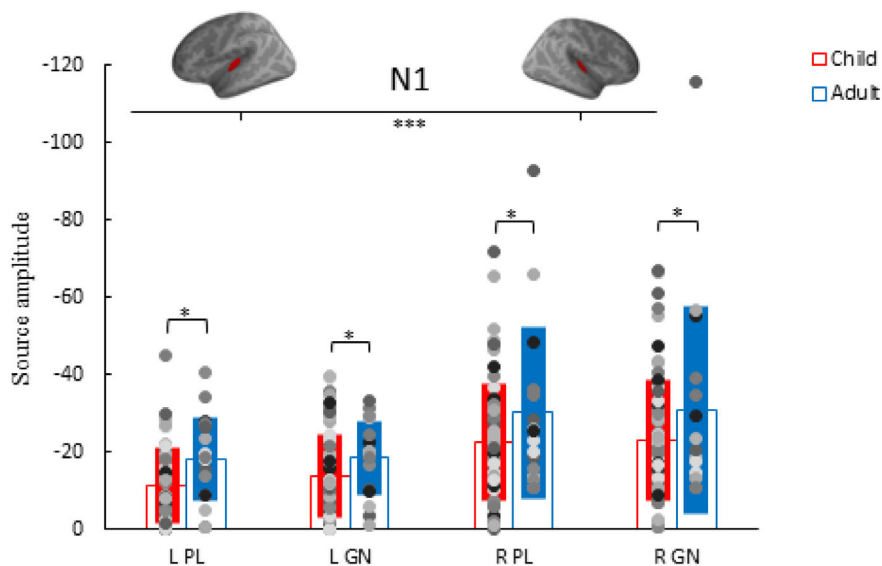 N1
***
Child
Adult
-120
-100
-80
-60
-40
-20
0
Source amplitude
*
*
*
*
L PL
L GN
R PL
R GN